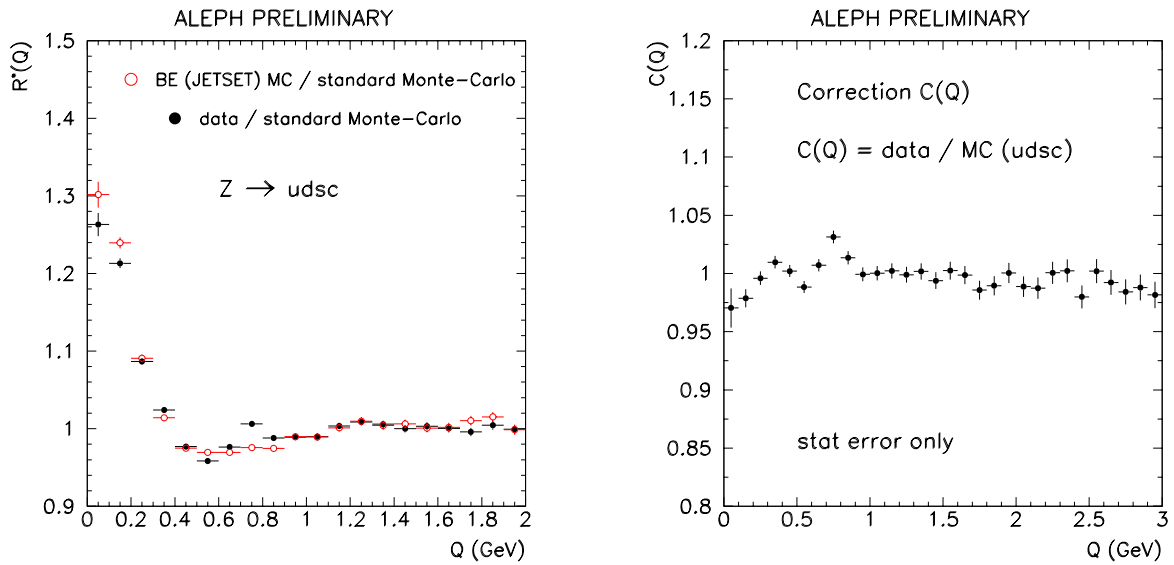 ALEPH PRELIMINARY
R*(Q)
1.5
1.4
1.3
1.2
1.1
1
0.9
BE (JETSET) MC / standard Monte-Carlo
data / standard Monte-Carlo
Z → udsc
0 0.2 0.4 0.6 0.8 1 1.2 1.4 1.6 1.8 2
Q (GeV)
ALEPH PRELIMINARY
C(Q)
1.2
1.15
1.1
1.05
1
0.95
0.9
0.85
0.8
Correction C(Q)
C(Q) = data / MC (udsc)
stat error only
0 0.5 1 1.5 2 2.5 3
Q (GeV)